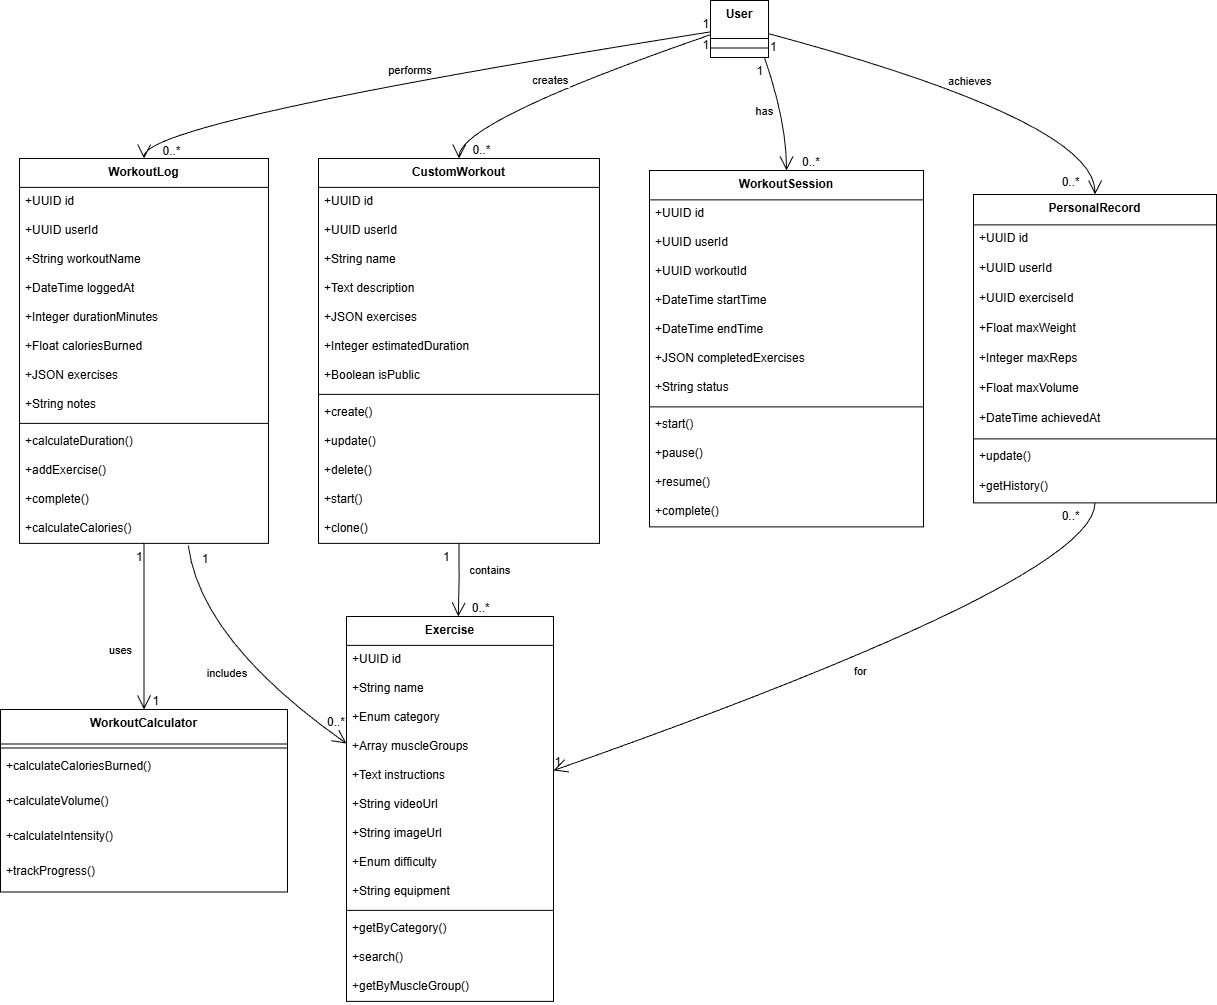 User
1
1
1
1
performs
creates
has
achieves
0..*
0..*
0..*
0..*
WorkoutLog
+UUID id
+UUID userId
+String workoutName
+DateTime loggedAt
+Integer durationMinutes
+Float caloriesBurned
+JSON exercises
+String notes
+calculateDuration()
+addExercise()
+complete()
+calculateCalories()
CustomWorkout
+UUID id
+UUID userId
+String name
+Text description
+JSON exercises
+Integer estimatedDuration
+Boolean isPublic
+create()
+update()
+delete()
+start()
+clone()
WorkoutSession
+UUID id
+UUID userId
+UUID workoutId
+DateTime startTime
+DateTime endTime
+JSON completedExercises
+String status
+start()
+pause()
+resume()
+complete()
PersonalRecord
+UUID id
+UUID userId
+UUID exerciseId
+Float maxWeight
+Integer maxReps
+Float maxVolume
+DateTime achievedAt
+update()
+getHistory()
1
1
1
0..*
uses
includes
contains
for
1
0..*
0..*
1
WorkoutCalculator
+calculateCaloriesBurned()
+calculateVolume()
+calculateIntensity()
+trackProgress()
Exercise
+UUID id
+String name
+Enum category
+Array muscleGroups
+Text instructions
+String videoUrl
+String imageUrl
+Enum difficulty
+String equipment
+getByCategory()
+search()
+getByMuscleGroup()